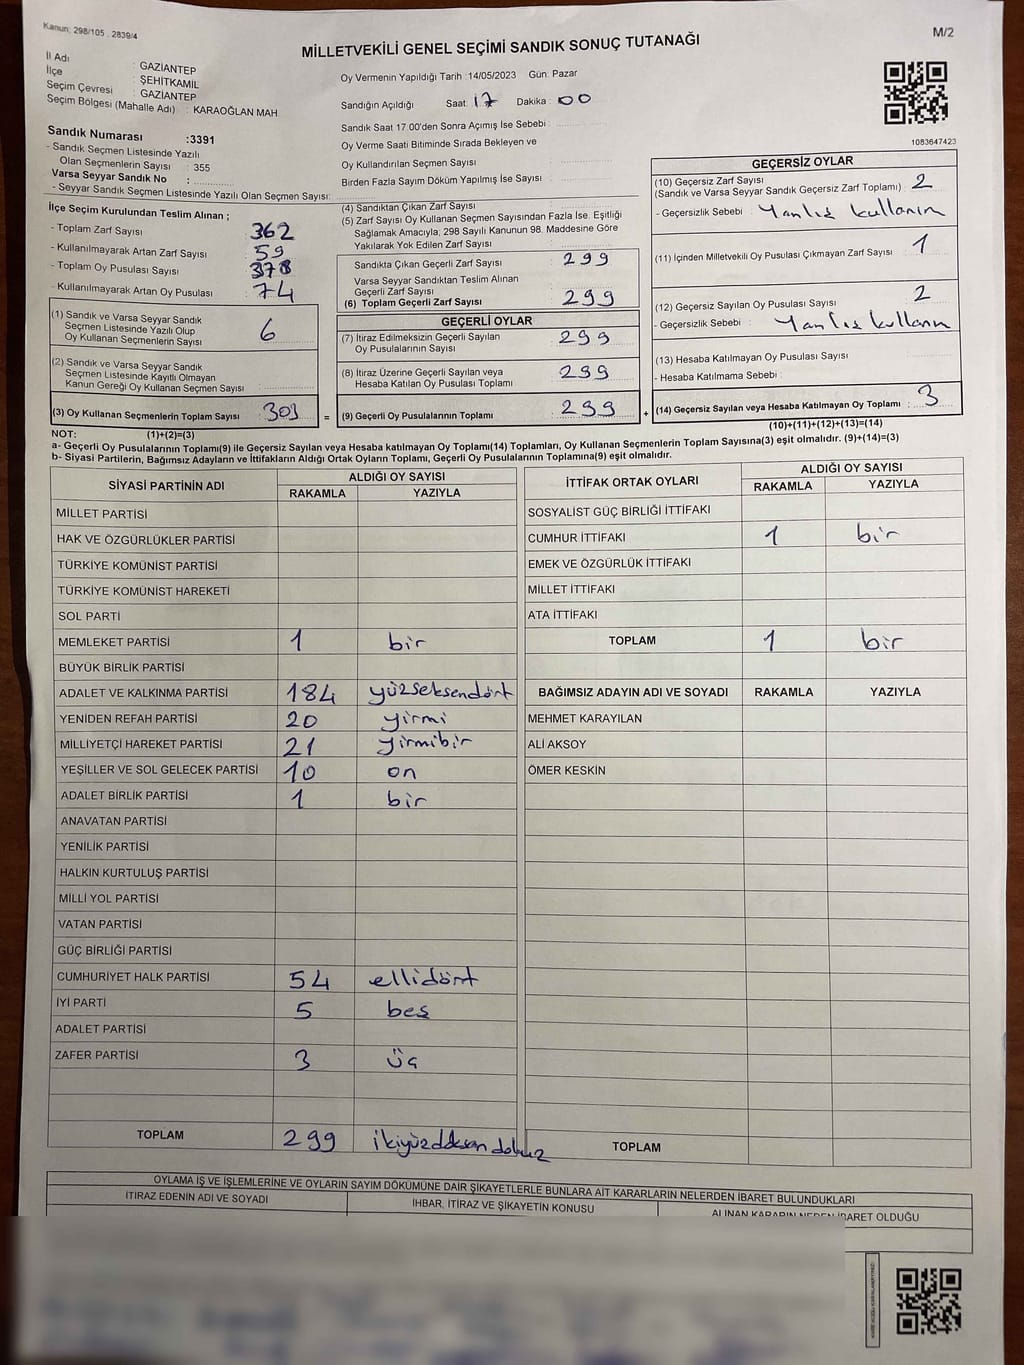 Kanun: 298/105 , 2839/4
M/2
MİLLETVEKİLİ GENEL SEÇİMİ SANDIK SONUÇ TUTANAĞI
İl Adı : GAZİANTEP
İlçe : ŞEHİTKAMİL
Seçim Çevresi : GAZİANTEP
Seçim Bölgesi (Mahalle Adı) : KARAOĞLAN MAH
Sandık Numarası :3391
- Sandık Seçmen Listesinde Yazılı
Olan Seçmenlerin Sayısı : 355
Varsa Seyyar Sandık No :
- Seyyar Sandık Seçmen Listesinde Yazılı Olan Seçmen Sayısı:
Oy Vermenin Yapıldığı Tarih :14/05/2023 Gün: Pazar
Sandığın Açıldığı Saat: 17 Dakika : 00
Sandık Saat 17.00'den Sonra Açımış İse Sebebi :
Oy Verme Saati Bitiminde Sırada Bekleyen ve
Oy Kullandırılan Seçmen Sayısı
Birden Fazla Sayım Döküm Yapılmış İse Sayısı
1083647423
İlçe Seçim Kurulundan Teslim Alınan ;
- Toplam Zarf Sayısı : 362
- Kullanılmayarak Artan Zarf Sayısı : 59
- Toplam Oy Pusulası Sayısı : 378
- Kullanılmayarak Artan Oy Pusulası : 74
(1) Sandık ve Varsa Seyyar Sandık
Seçmen Listesinde Yazılı Olup
Oy Kullanan Seçmenlerin Sayısı : 6
(2) Sandık ve Varsa Seyyar Sandık
Seçmen Listesinde Kayıtlı Olmayan
Kanun Gereği Oy Kullanan Seçmen Sayısı :
(3) Oy Kullanan Seçmenlerin Toplam Sayısı : 303 =
(1)+(2)=(3)
(4) Sandıktan Çıkan Zarf Sayısı
(5) Zarf Sayısı Oy Kullanan Seçmen Sayısından Fazla İse, Eşitliği
Sağlamak Amacıyla, 298 Sayılı Kanunun 98. Maddesine Göre
Yakılarak Yok Edilen Zarf Sayısı :
Sandıkta Çıkan Geçerli Zarf Sayısı 299
Varsa Seyyar Sandıktan Teslim Alınan
Geçerli Zarf Sayısı
(6) Toplam Geçerli Zarf Sayısı 299
GEÇERLİ OYLAR
(7) İtiraz Edilmeksizin Geçerli Sayılan
Oy Pusulalarının Sayısı : 299
(8) İtiraz Üzerine Geçerli Sayılan veya
Hesaba Katılan Oy Pusulası Toplamı : 299
(9) Geçerli Oy Pusulalarının Toplamı : 299 +
GEÇERSİZ OYLAR
(10) Geçersiz Zarf Sayısı
(Sandık ve Varsa Seyyar Sandık Geçersiz Zarf Toplamı) : 2
- Geçersizlik Sebebi : Yanlış kullanım
(11) İçinden Milletvekili Oy Pusulası Çıkmayan Zarf Sayısı : 1
(12) Geçersiz Sayılan Oy Pusulası Sayısı : 2
- Geçersizlik Sebebi : Yanlış kullanım
(13) Hesaba Katılmayan Oy Pusulası Sayısı :
- Hesaba Katılmama Sebebi :
(14) Geçersiz Sayılan veya Hesaba Katılmayan Oy Toplamı : 3
(10)+(11)+(12)+(13)=(14)
NOT:
a- Geçerli Oy Pusulalarının Toplamı(9) ile Geçersiz Sayılan veya Hesaba katılmayan Oy Toplamı(14) Toplamları, Oy Kullanan Seçmenlerin Toplam Sayısına(3) eşit olmalıdır. (9)+(14)=(3)
b- Siyasi Partilerin, Bağımsız Adayların ve İttifakların Aldığı Ortak Oyların Toplamı, Geçerli Oy Pusulalarının Toplamına(9) eşit olmalıdır.
SİYASİ PARTİNİN ADI ALDIĞI OY SAYISI
RAKAMLA YAZIYLA
MİLLET PARTİSİ
HAK VE ÖZGÜRLÜKLER PARTİSİ
TÜRKİYE KOMÜNİST PARTİSİ
TÜRKİYE KOMÜNİST HAREKETİ
SOL PARTİ
MEMLEKET PARTİSİ 1 bir
BÜYÜK BİRLİK PARTİSİ
ADALET VE KALKINMA PARTİSİ 184 yüzseksendört
YENİDEN REFAH PARTİSİ 20 yirmi
MİLLİYETÇİ HAREKET PARTİSİ 21 yirmibir
YEŞİLLER VE SOL GELECEK PARTİSİ 10 on
ADALET BİRLİK PARTİSİ 1 bir
ANAVATAN PARTİSİ
YENİLİK PARTİSİ
HALKIN KURTULUŞ PARTİSİ
MİLLİ YOL PARTİSİ
VATAN PARTİSİ
GÜÇ BİRLİĞİ PARTİSİ
CUMHURİYET HALK PARTİSİ 54 ellidört
İYİ PARTİ 5 beş
ADALET PARTİSİ
ZAFER PARTİSİ 3 üç
TOPLAM 299 ikiyüzdoksan dokuz
İTTİFAK ORTAK OYLARI ALDIĞI OY SAYISI
RAKAMLA YAZIYLA
SOSYALİST GÜÇ BİRLİĞİ İTTİFAKI
CUMHUR İTTİFAKI 1 bir
EMEK VE ÖZGÜRLÜK İTTİFAKI
MİLLET İTTİFAKI
ATA İTTİFAKI
TOPLAM 1 bir
BAĞIMSIZ ADAYIN ADI VE SOYADI RAKAMLA YAZIYLA
MEHMET KARAYILAN
ALİ AKSOY
ÖMER KESKİN
TOPLAM
OYLAMA İŞ VE İŞLEMLERİNE VE OYLARIN SAYIM DÖKÜMÜNE DAİR ŞİKAYETLERLE BUNLARA AİT KARARLARIN NELERDEN İBARET BULUNDUKLARI
İTİRAZ EDENİN ADI VE SOYADI
İHBAR, İTİRAZ VE ŞİKAYETİN KONUSU
ALINAN KARARIN NEDEN İBARET OLDUĞU